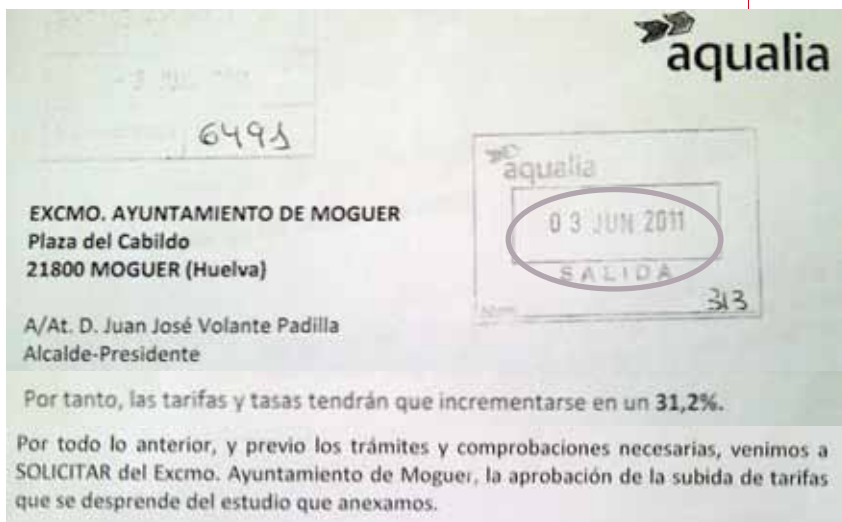 aqualia
6491
aqualia
03 JUN 2011
SALIDA
313
EXCMO. AYUNTAMIENTO DE MOGUER
Plaza del Cabildo
21800 MOGUER (Huelva)
A/At. D. Juan José Volante Padilla
Alcalde-Presidente
Por tanto, las tarifas y tasas tendrán que incrementarse en un 31,2%.
Por todo lo anterior, y previo los trámites y comprobaciones necesarias, venimos a
SOLICITAR del Excmo. Ayuntamiento de Moguer, la aprobación de la subida de tarifas
que se desprende del estudio que anexamos.